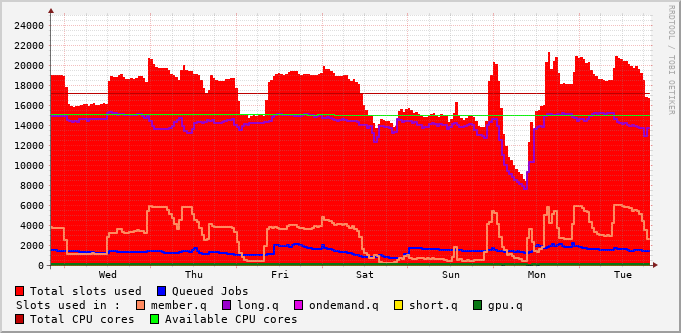 24000
22000
20000
18000
16000
14000
12000
10000
8000
6000
4000
2000
0
Wed Thu Fri Sat Sun Mon Tue
RRDTOOL / TOBI OETIKER
Total slots used Queued Jobs
Slots used in : member.q long.q ondemand.q short.q gpu.q
Total CPU cores Available CPU cores